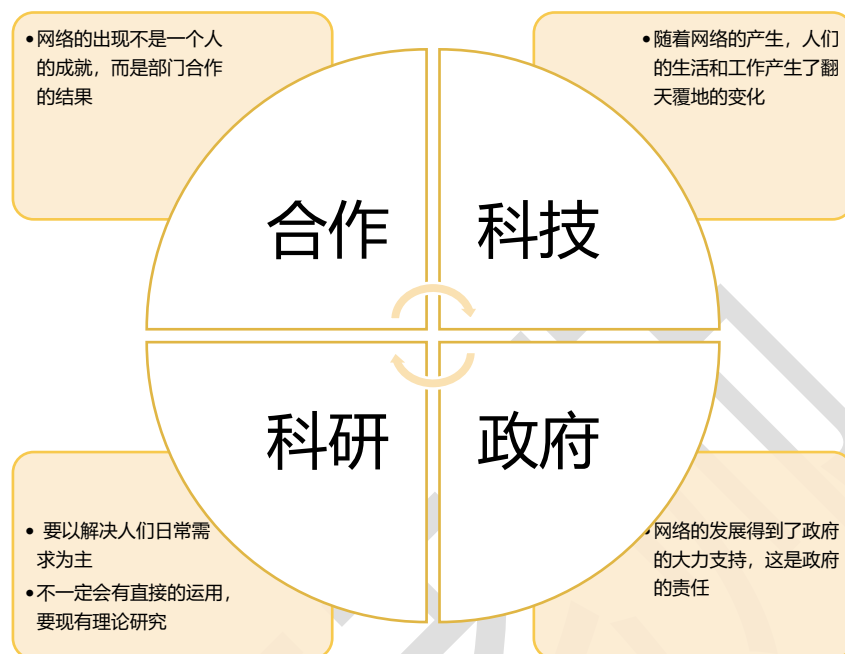 •网络的出现不是一个人
的成就，而是部门合作
的结果
•随着网络的产生，人们
的生活和工作产生了翻
天覆地的变化
合作
科技
科研
政府
• 要以解决人们日常需
求为主
•不一定会有直接的运用，
要现有理论研究
•网络的发展得到了政府
的大力支持，这是政府
的责任